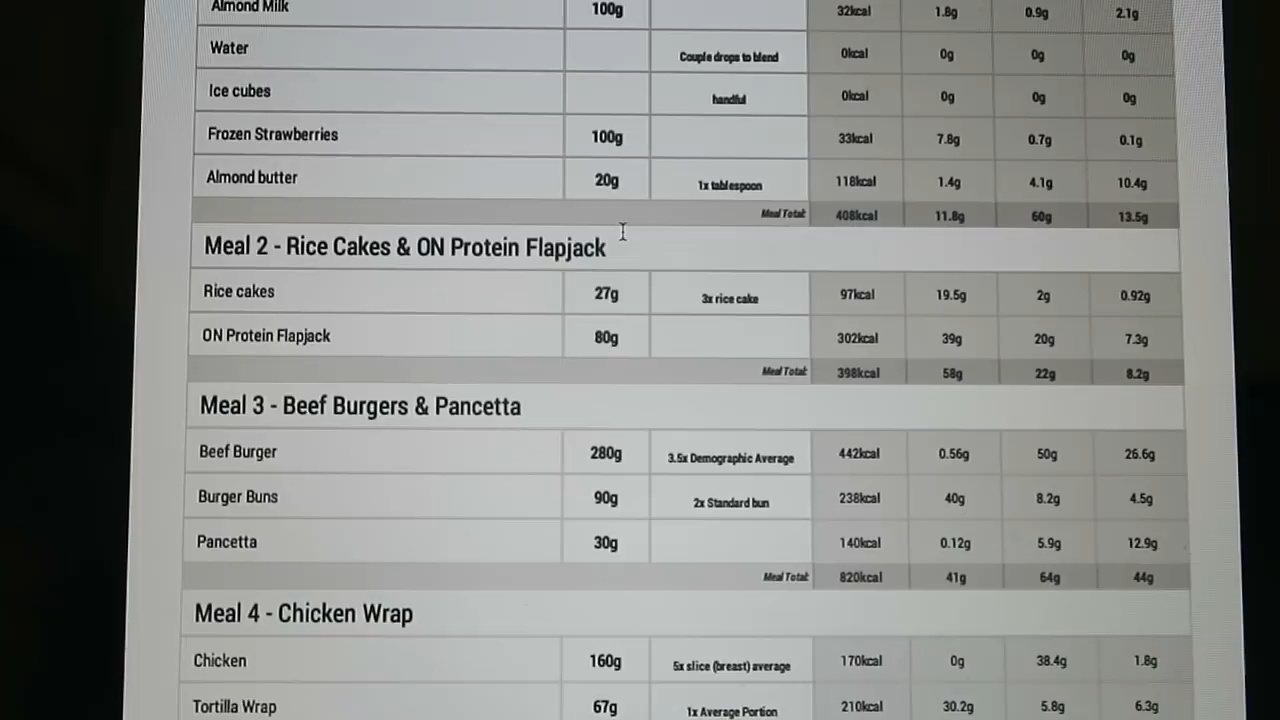 Almond Milk 100g 32kcal 1.8g 0.9g 2.1g
Water Couple drops to blend 0kcal 0g 0g 0g
Ice cubes handful 0kcal 0g 0g 0g
Frozen Strawberries 100g 33kcal 7.8g 0.7g 0.1g
Almond butter 20g 1x tablespoon 118kcal 1.4g 4.1g 10.4g
Meal Total: 408kcal 11.8g 60g 13.5g
Meal 2 - Rice Cakes & ON Protein Flapjack
Rice cakes 27g 3x rice cake 97kcal 19.5g 2g 0.92g
ON Protein Flapjack 80g 302kcal 39g 20g 7.3g
Meal Total: 398kcal 58g 22g 8.2g
Meal 3 - Beef Burgers & Pancetta
Beef Burger 280g 3.5x Demographic Average 442kcal 0.56g 50g 26.6g
Burger Buns 90g 2x Standard bun 238kcal 40g 8.2g 4.5g
Pancetta 30g 140kcal 0.12g 5.9g 12.9g
Meal Total: 820kcal 41g 64g 44g
Meal 4 - Chicken Wrap
Chicken 160g 5x slice (breast) average 170kcal 0g 38.4g 1.8g
Tortilla Wrap 67g 1x Average Portion 210kcal 30.2g 5.8g 6.3g